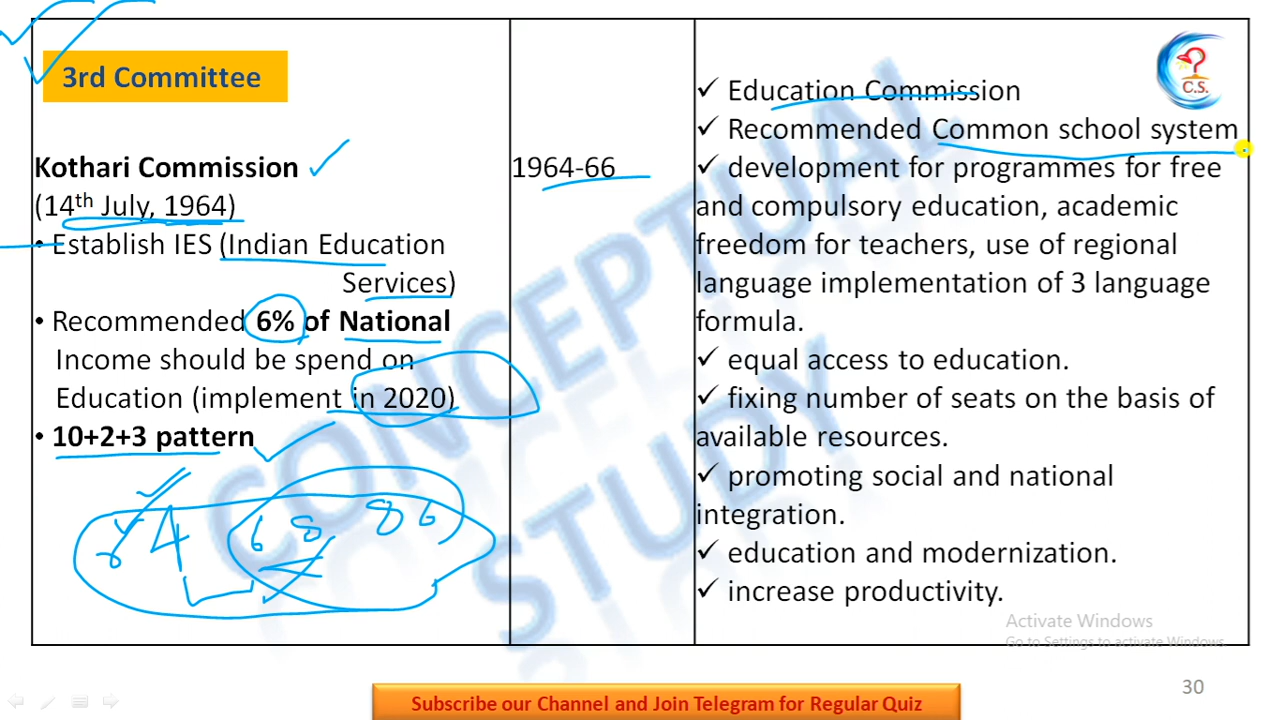 3rd Committee
Kothari Commission
(14th July, 1964)
• Establish IES (Indian Education
Services)
• Recommended 6% of National
Income should be spend on
Education (implement in 2020)
• 10+2+3 pattern
4 6 8 86
1964-66
C.S.
✓ Education Commission
✓ Recommended Common school system
✓ development for programmes for free
and compulsory education, academic
freedom for teachers, use of regional
language implementation of 3 language
formula.
✓ equal access to education.
✓ fixing number of seats on the basis of
available resources.
✓ promoting social and national
integration.
✓ education and modernization.
✓ increase productivity.
CONCEPTUAL
STUDY
Activate Windows
Go to Settings to activate Windows.
30
Subscribe our Channel and Join Telegram for Regular Quiz